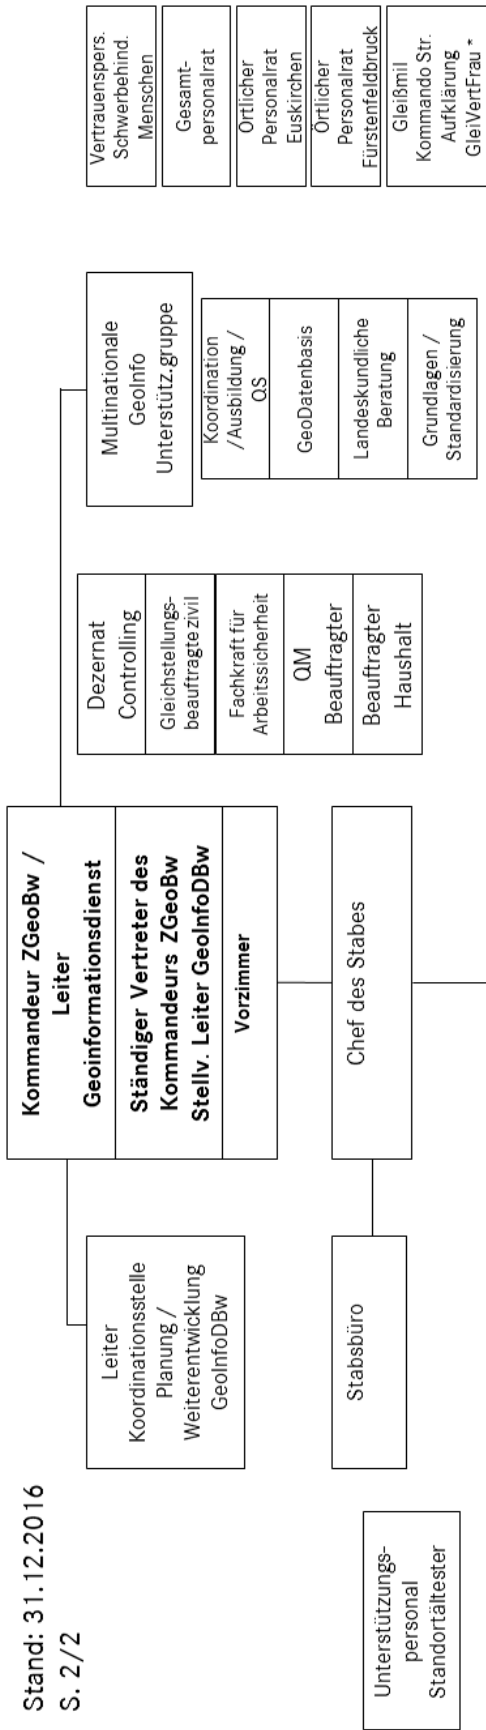 Stand: 31.12.2016
S. 2/2
Kommandeur ZGeoBw /
Leiter
Geoinformationsdienst
Ständiger Vertreter des
Kommandeurs ZGeoBw
Stellv. Leiter GeoInfoDBw
Vorzimmer
Leiter
Koordinationsstelle
Planung /
Weiterentwicklung
GeoInfoDBw
Chef des Stabes
Stabsbüro
Unterstützungs-
personal
Standortältester
Dezernat
Controlling
Gleichstellungs-
beauftragte zivil
Fachkraft für
Arbeitssicherheit
QM
Beauftragter
Beauftragter
Haushalt
Multinationale
GeoInfo
Unterstütz.gruppe
Koordination
/Ausbildung /
QS
GeoDatenbasis
Landeskundliche
Beratung
Grundlagen /
Standardisierung
Vertrauenspers.
Schwerbehind.
Menschen
Gesamt-
personalrat
Örtlicher
Personalrat
Euskirchen
Örtlicher
Personalrat
Fürstenfeldbruck
Gleißmil
Kommando Str.
Aufklärung
GleiVertFrau *